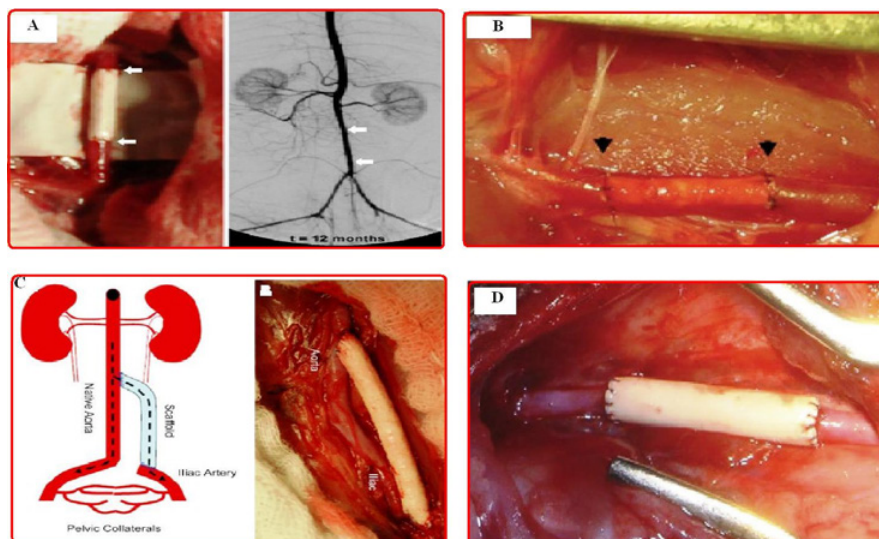 A
t = 12 months
B
C
Native Aorta
Scaffold
Iliac Artery
Pelvic Collaterals
Aorta
Iliac
D